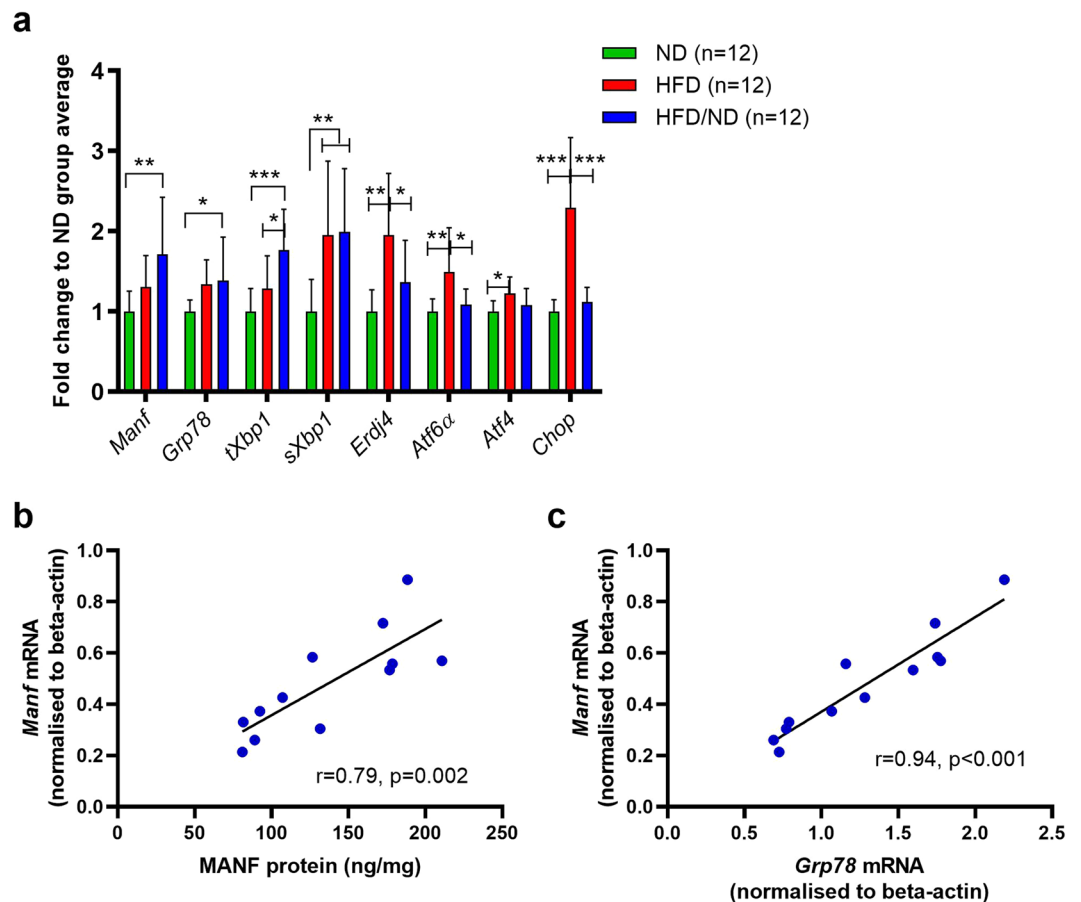 a
ND (n=12)
HFD (n=12)
HFD/ND (n=12)
Fold change to ND group average
4
3
2
1
0
**
*
***
*
**
**
*
**
*
*
***
***
Manf
Grp78
tXbp1
sXbp1
Erdj4
Atf6α
Atf4
Chop
b
Manf mRNA
(normalised to beta-actin)
1.0
0.8
0.6
0.4
0.2
0.0
r=0.79, p=0.002
0 50 100 150 200 250
MANF protein (ng/mg)
c
Manf mRNA
(normalised to beta-actin)
1.0
0.8
0.6
0.4
0.2
0.0
r=0.94, p<0.001
0.0 0.5 1.0 1.5 2.0 2.5
Grp78 mRNA
(normalised to beta-actin)